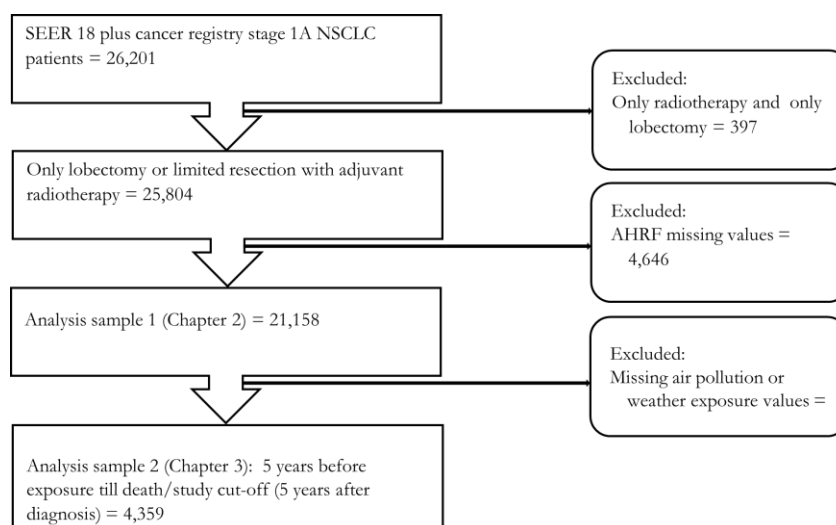 SEER 18 plus cancer registry stage 1A NSCLC
patients = 26,201
Excluded:
Only radiotherapy and only
lobectomy = 397
Only lobectomy or limited resection with adjuvant
radiotherapy = 25,804
Excluded:
AHRF missing values =
4,646
Analysis sample 1 (Chapter 2) = 21,158
Excluded:
Missing air pollution or
weather exposure values =
Analysis sample 2 (Chapter 3): 5 years before
exposure till death/study cut-off (5 years after
diagnosis) = 4,359